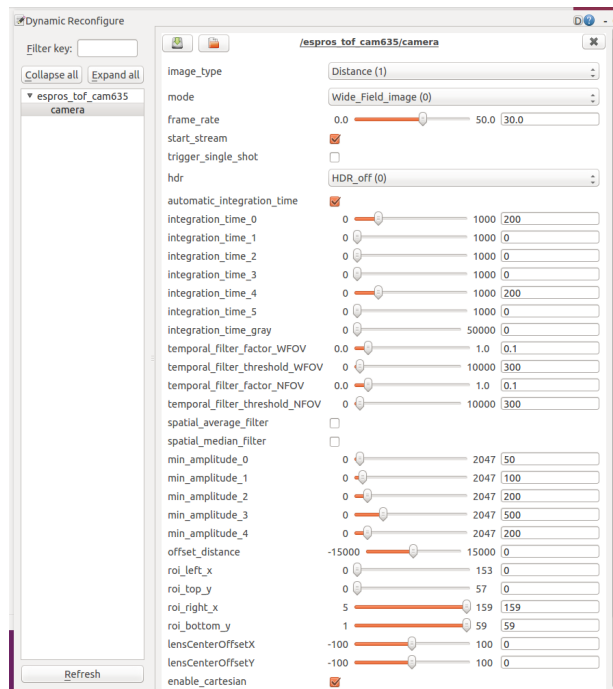 Dynamic Reconfigure
D
Filter key:
Collapse all Expand all
espros_tof_cam635
camera
Refresh
/espros_tof_cam635/camera
image_type Distance (1)
mode Wide_Field_image (0)
frame_rate 0.0 50.0 30.0
start_stream
trigger_single_shot
hdr HDR_off (0)
automatic_integration_time
integration_time_0 0 1000 200
integration_time_1 0 1000 0
integration_time_2 0 1000 0
integration_time_3 0 1000 0
integration_time_4 0 1000 200
integration_time_5 0 1000 0
integration_time_gray 0 50000 0
temporal_filter_factor_WFOV 0.0 1.0 0.1
temporal_filter_threshold_WFOV 0 10000 300
temporal_filter_factor_NFOV 0.0 1.0 0.1
temporal_filter_threshold_NFOV 0 10000 300
spatial_average_filter
spatial_median_filter
min_amplitude_0 0 2047 50
min_amplitude_1 0 2047 100
min_amplitude_2 0 2047 200
min_amplitude_3 0 2047 500
min_amplitude_4 0 2047 200
offset_distance -15000 15000 0
roi_left_x 0 153 0
roi_top_y 0 57 0
roi_right_x 5 159 159
roi_bottom_y 1 59 59
lensCenterOffsetX -100 100 0
lensCenterOffsetY -100 100 0
enable_cartesian